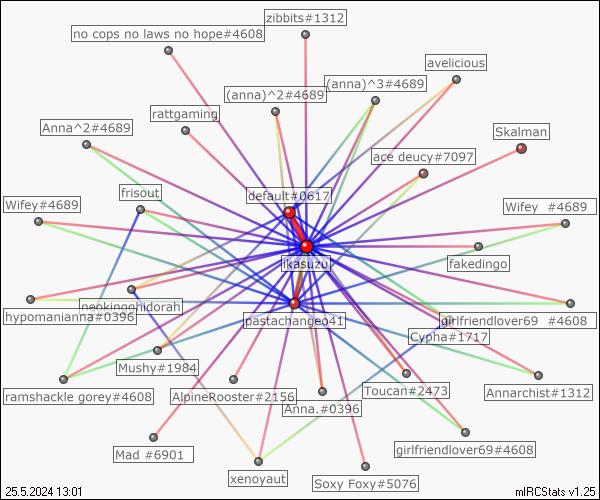 zibbits#1312
no cops no laws no hope#4608
avelicious
(anna)^3#4689
(anna)^2#4689
rattgaming
Anna^2#4689
Skalman
ace deucy#7097
frisout
default#0617
Wifey#4689
Wifey #4689
jkasuzu
fakedingo
neokingghidorah
hypomanianna#0396
pastachangeo41
girlfriendlover69 #4608
Cypha#1717
Mushy#1984
ramshackle gorey#4608
AlpineRooster#2156
Anna.#0396
Toucan#2473
Annarchist#1312
Mad #6901
girlfriendlover69#4608
xenoyaut
Soxy Foxy#5076
25.5.2024 13:01
mIRCStats v1.25